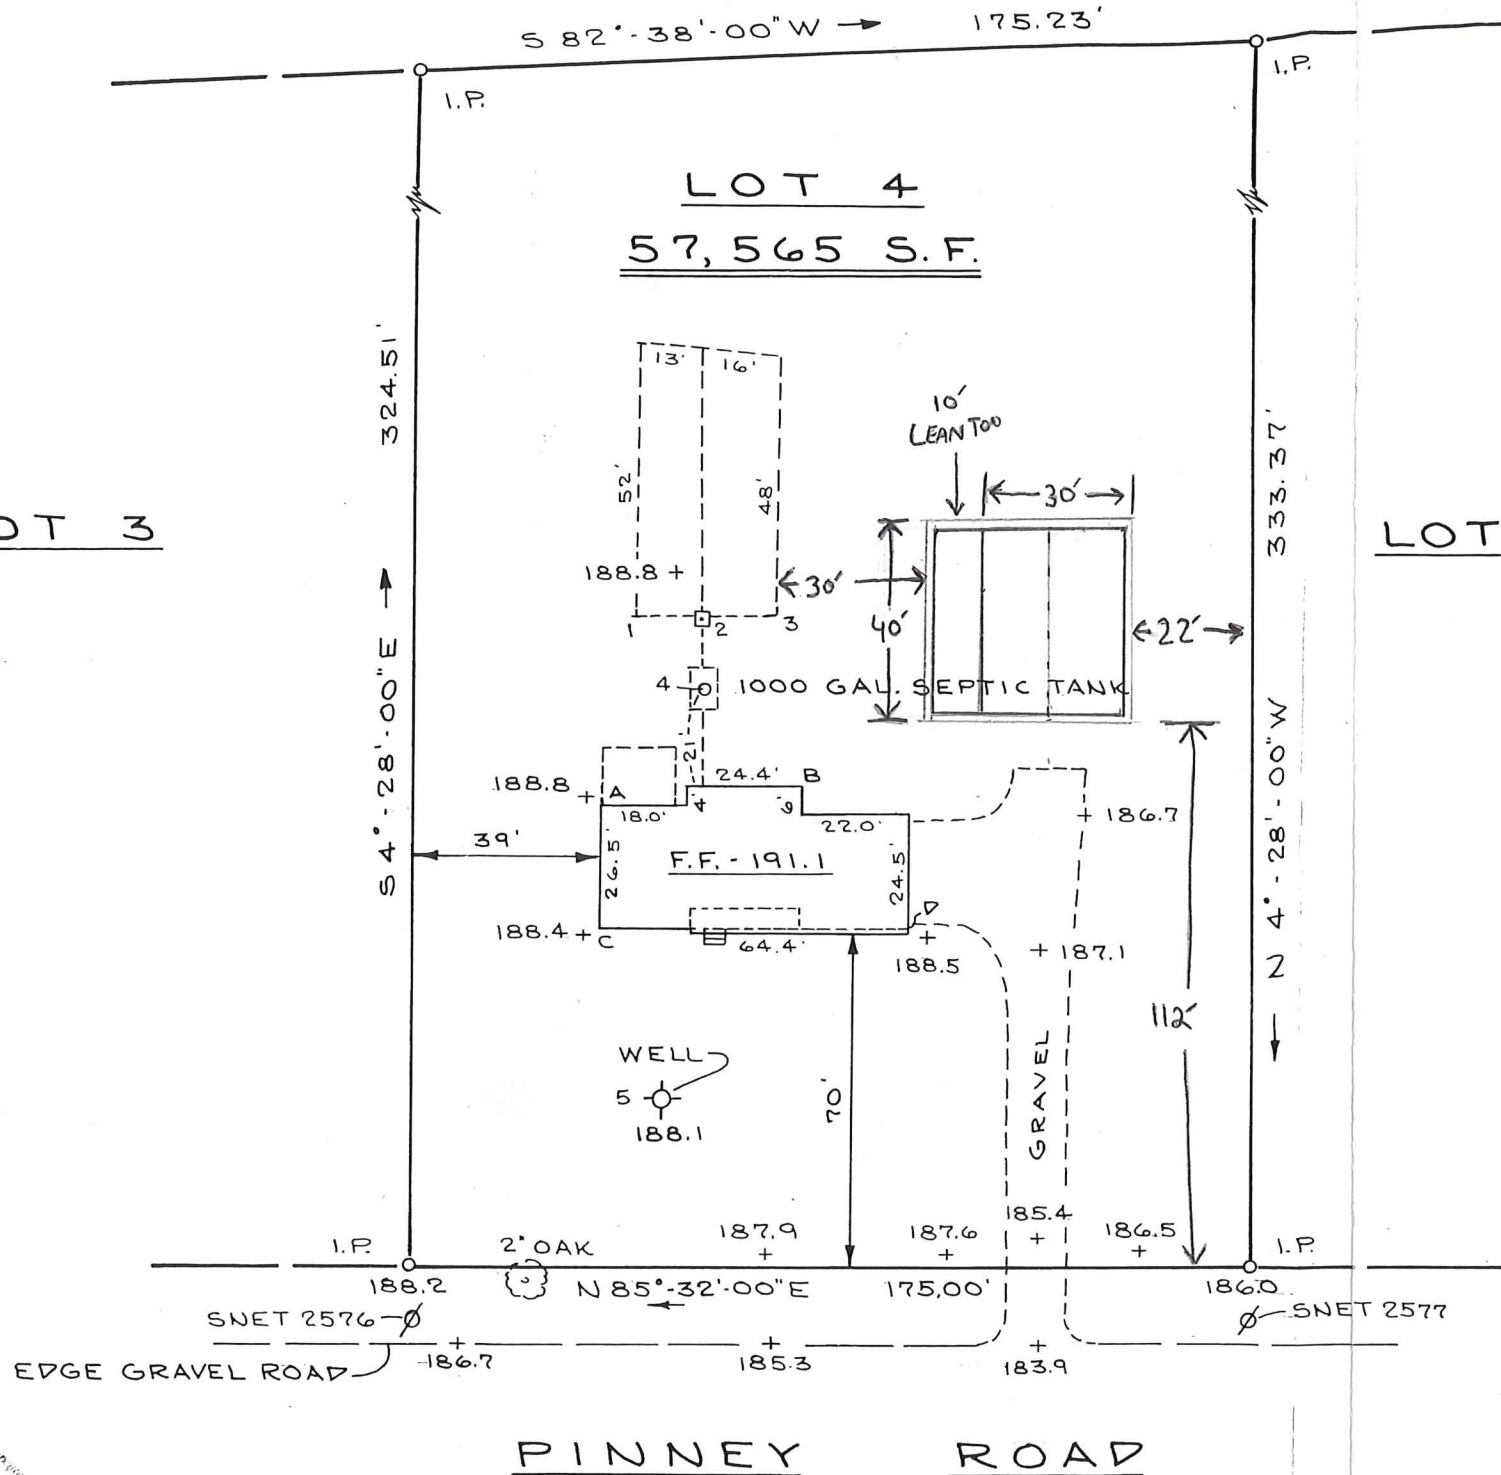 S 82°-38'-00" W
175.23'
I.P.
I.P.
LOT 4
57,565 S.F.
324.51'
S 4°-28'-00" E
333.37'
N 4°-28'-00" W
13'
16'
52'
48'
10'
LEAN TOO
30'
OT 3
LOT
188.8 +
30'
40'
22'
1
2
3
4
1000 GAL. SEPTIC TANK
21'
24.4'
B
188.8 +
A
18.0'
4'
6'
22.0'
+ 186.7
39'
26.5'
F.F. - 191.1
24.5'
D
188.4 +
C
64.4'
188.5
+ 187.1
112'
WELL
5
188.1
70'
GRAVEL
185.4
187.9
187.6
186.5
I.P.
2" OAK
I.P.
188.2
N 85°-32'-00" E
175.00'
186.0
SNET 2576
SNET 2577
EDGE GRAVEL ROAD
186.7
185.3
183.9
PINNEY ROAD